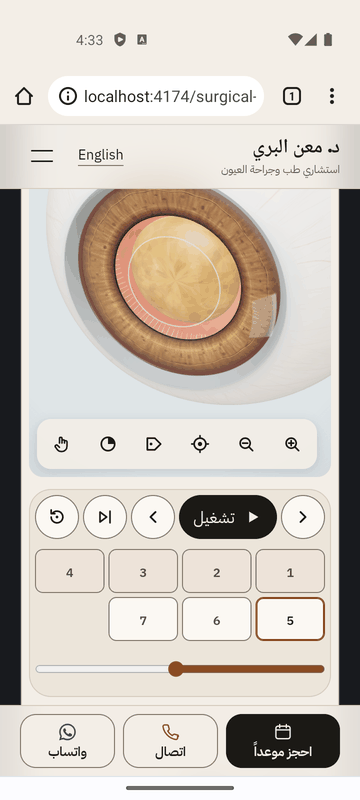 4:33
localhost:4174/surgical-
1
د. معن البري
استشاري طب وجراحة العيون
English
تشغيل
1 2 3 4
5 6 7
احجز موعداً
اتصال
واتساب